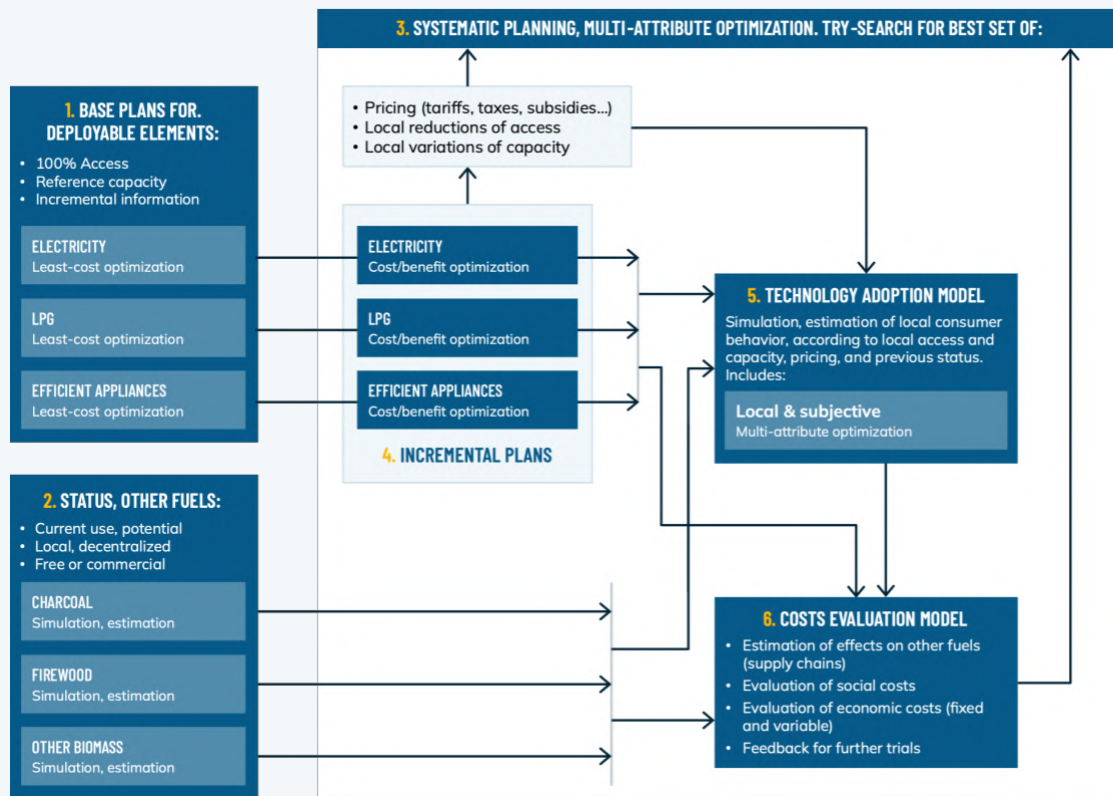 3. SYSTEMATIC PLANNING, MULTI-ATTRIBUTE OPTIMIZATION. TRY-SEARCH FOR BEST SET OF:
1. BASE PLANS FOR.
DEPLOYABLE ELEMENTS:
• 100% Access
• Reference capacity
• Incremental information
ELECTRICITY
Least-cost optimization
LPG
Least-cost optimization
EFFICIENT APPLIANCES
Least-cost optimization
• Pricing (tariffs, taxes, subsidies...)
• Local reductions of access
• Local variations of capacity
ELECTRICITY
Cost/benefit optimization
LPG
Cost/benefit optimization
EFFICIENT APPLIANCES
Cost/benefit optimization
4. INCREMENTAL PLANS
5. TECHNOLOGY ADOPTION MODEL
Simulation, estimation of local consumer
behavior, according to local access and
capacity, pricing, and previous status.
Includes:
Local & subjective
Multi-attribute optimization
2. STATUS, OTHER FUELS:
• Current use, potential
• Local, decentralized
• Free or commercial
CHARCOAL
Simulation, estimation
FIREWOOD
Simulation, estimation
OTHER BIOMASS
Simulation, estimation
6. COSTS EVALUATION MODEL
• Estimation of effects on other fuels
(supply chains)
• Evaluation of social costs
• Evaluation of economic costs (fixed
and variable)
• Feedback for further trials